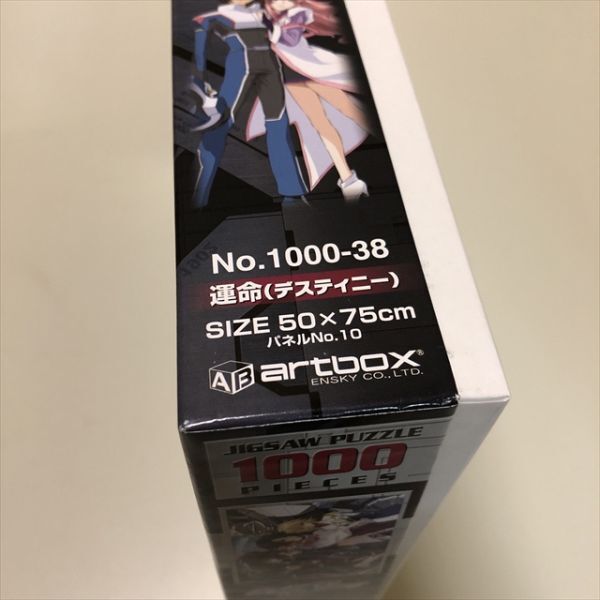 No.1000-38
運命(デスティニー)
SIZE 50×75cm
パネルNo.10
AB artbox®
ENSKY CO.,LTD.
JIGSAW PUZZLE
1000
PIECES